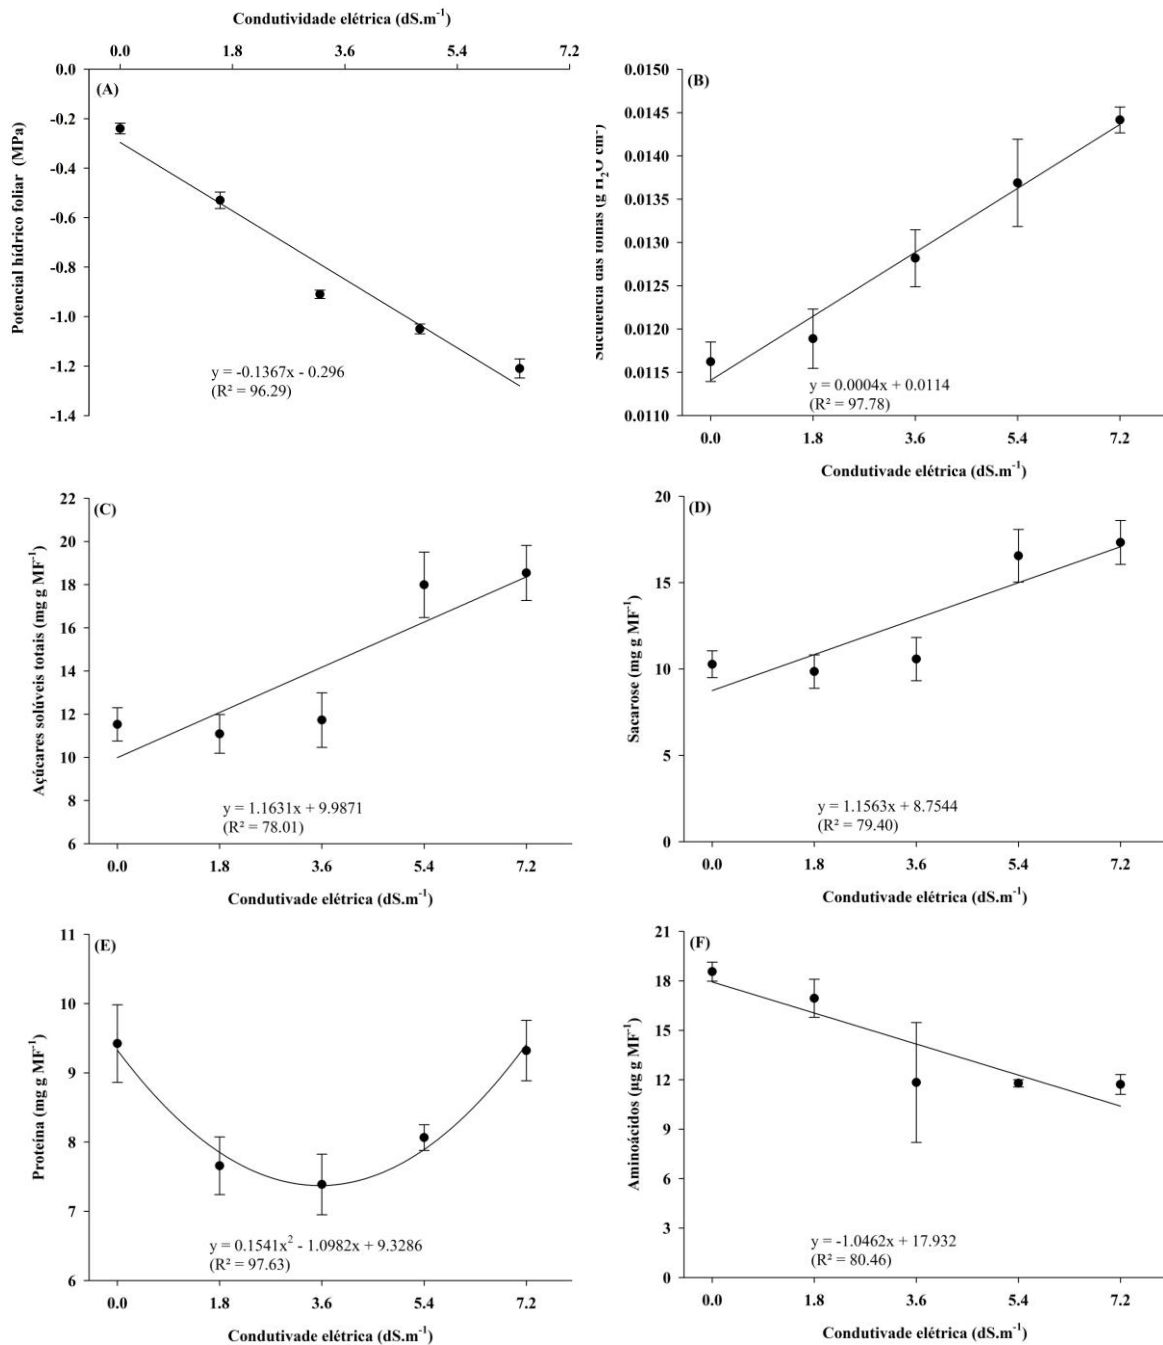 Condutividade elétrica (dS.m⁻¹)
0.0 1.8 3.6 5.4 7.2
(A)
Potencial hídrico foliar (MPa)
0.0
-0.2
-0.4
-0.6
-0.8
-1.0
-1.2
-1.4
y = -0.1367x - 0.296
(R² = 96.29)
(B)
das (g H₂O cm⁻
0.0150
0.0145
0.0140
0.0135
0.0130
0.0125
0.0120
0.0115
0.0110
y = 0.0004x + 0.0114
(R² = 97.78)
0.0 1.8 3.6 5.4 7.2
Condutivade elétrica (dS.m⁻¹)
(C)
Açúcares solúveis totais (mg g MF⁻¹)
22
20
18
16
14
12
10
8
6
y = 1.1631x + 9.9871
(R² = 78.01)
0.0 1.8 3.6 5.4 7.2
Condutivade elétrica (dS.m⁻¹)
(D)
Sacarose (mg g MF⁻¹)
20
15
10
5
0
y = 1.1563x + 8.7544
(R² = 79.40)
0.0 1.8 3.6 5.4 7.2
Condutivade elétrica (dS.m⁻¹)
(E)
Proteína (mg g MF⁻¹)
11
10
9
8
7
6
y = 0.1541x² - 1.0982x + 9.3286
(R² = 97.63)
0.0 1.8 3.6 5.4 7.2
Condutivade elétrica (dS.m⁻¹)
(F)
Aminoácidos (µg g MF⁻¹)
21
18
15
12
9
6
3
0
y = -1.0462x + 17.932
(R² = 80.46)
0.0 1.8 3.6 5.4 7.2
Condutivade elétrica (dS.m⁻¹)